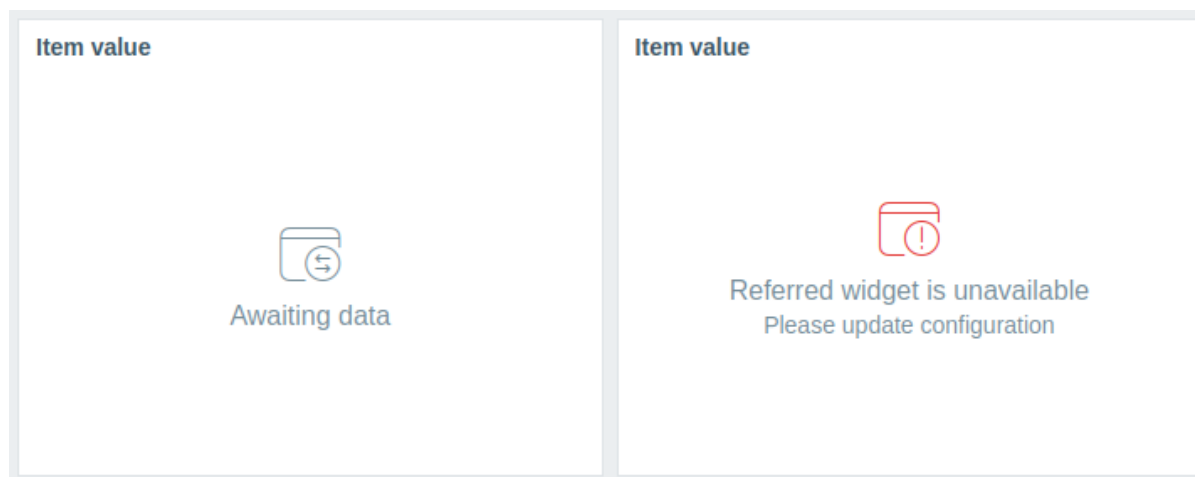 Item value
Awaiting data
Item value
Referred widget is unavailable
Please update configuration